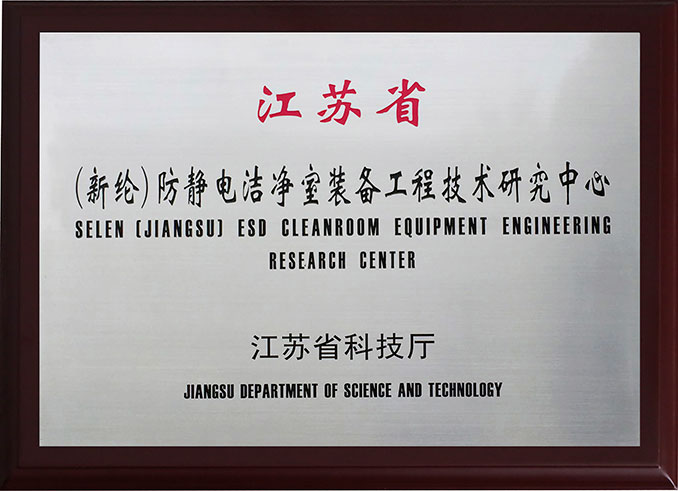 江苏省
（新纶）防静电洁净室装备工程技术研究中心
SELEN (JIANGSU) ESD CLEANROOM EQUIPMENT ENGINEERING
RESEARCH CENTER
江苏省科技厅
JIANGSU DEPARTMENT OF SCIENCE AND TECHNOLOGY